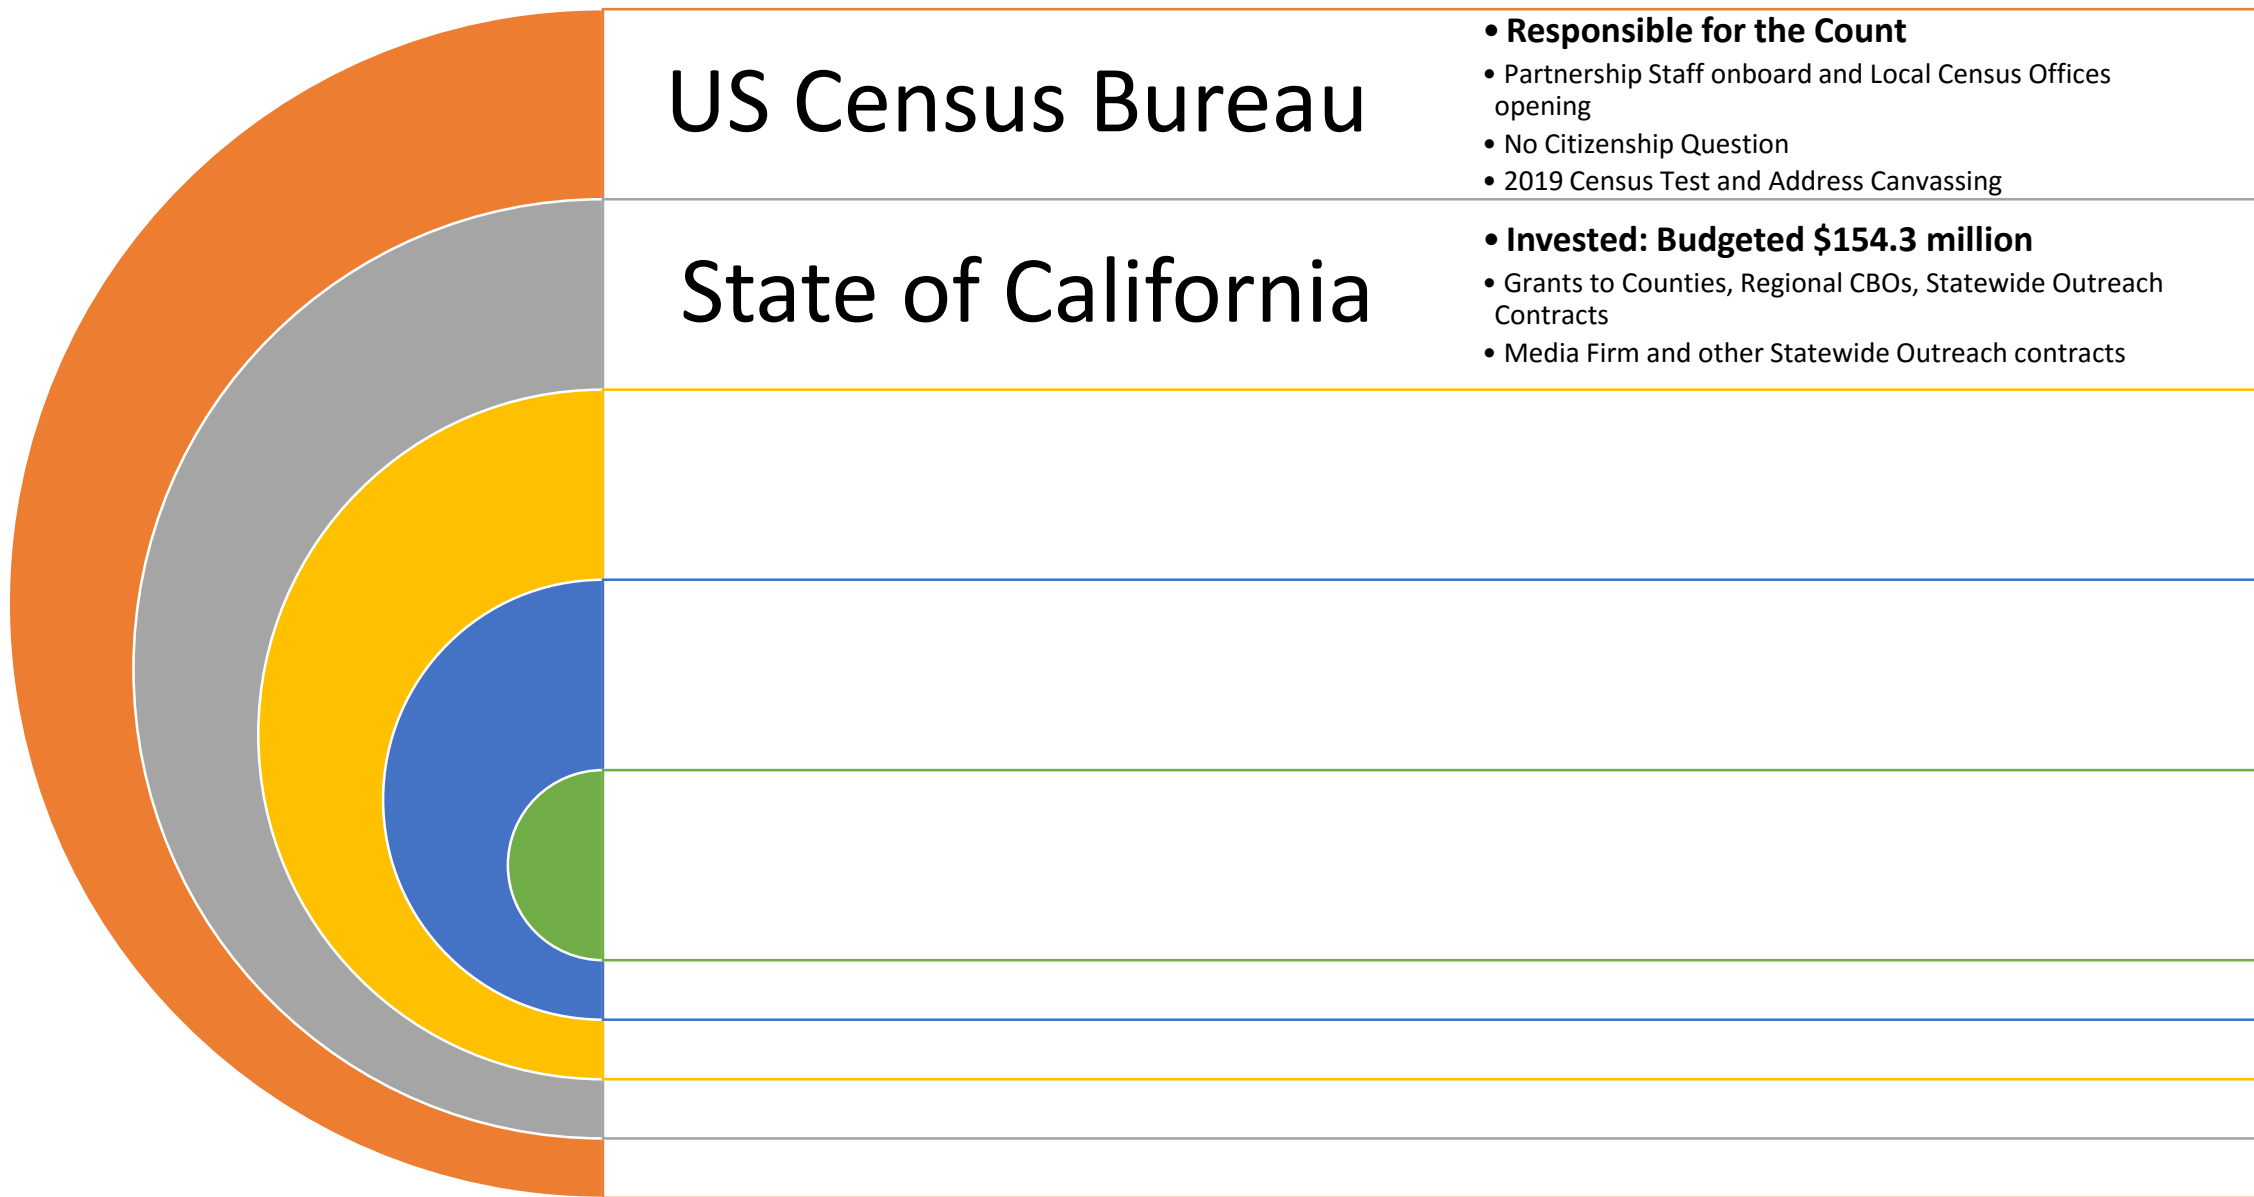 US Census Bureau
• Responsible for the Count
• Partnership Staff onboard and Local Census Offices
opening
• No Citizenship Question
• 2019 Census Test and Address Canvassing
State of California
• Invested: Budgeted $154.3 million
• Grants to Counties, Regional CBOs, Statewide Outreach
Contracts
• Media Firm and other Statewide Outreach contracts